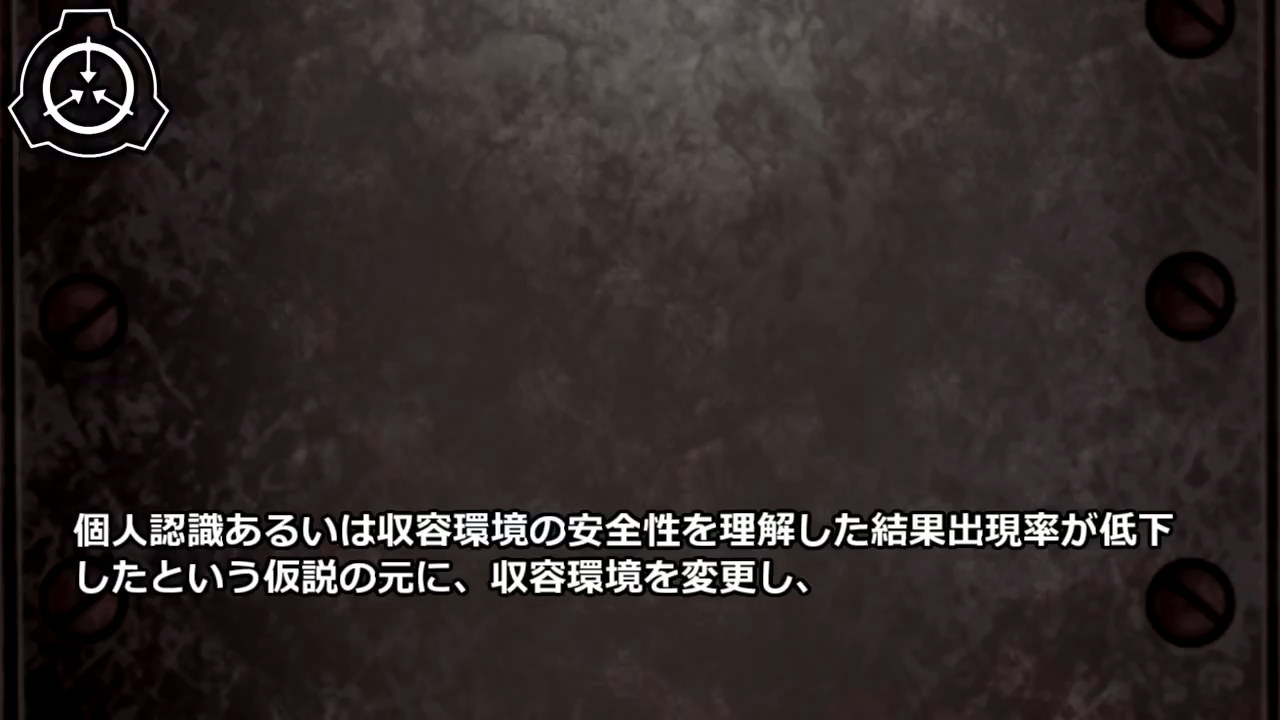 個人認識あるいは収容環境の安全性を理解した結果出現率が低下
したという仮説の元に、収容環境を変更し、